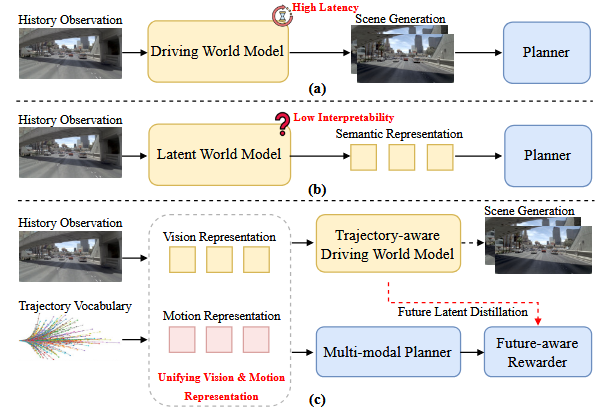 High Latency
History Observation
Scene Generation
Driving World Model
Planner
(a)
History Observation
Low Interpretability
Semantic Representation
Latent World Model
Planner
(b)
History Observation
Scene Generation
Vision Representation
Trajectory-aware
Driving World Model
Trajectory Vocabulary
Motion Representation
Future Latent Distillation
Multi-modal Planner
Future-aware
Rewarder
Unifying Vision & Motion
Representation
(c)